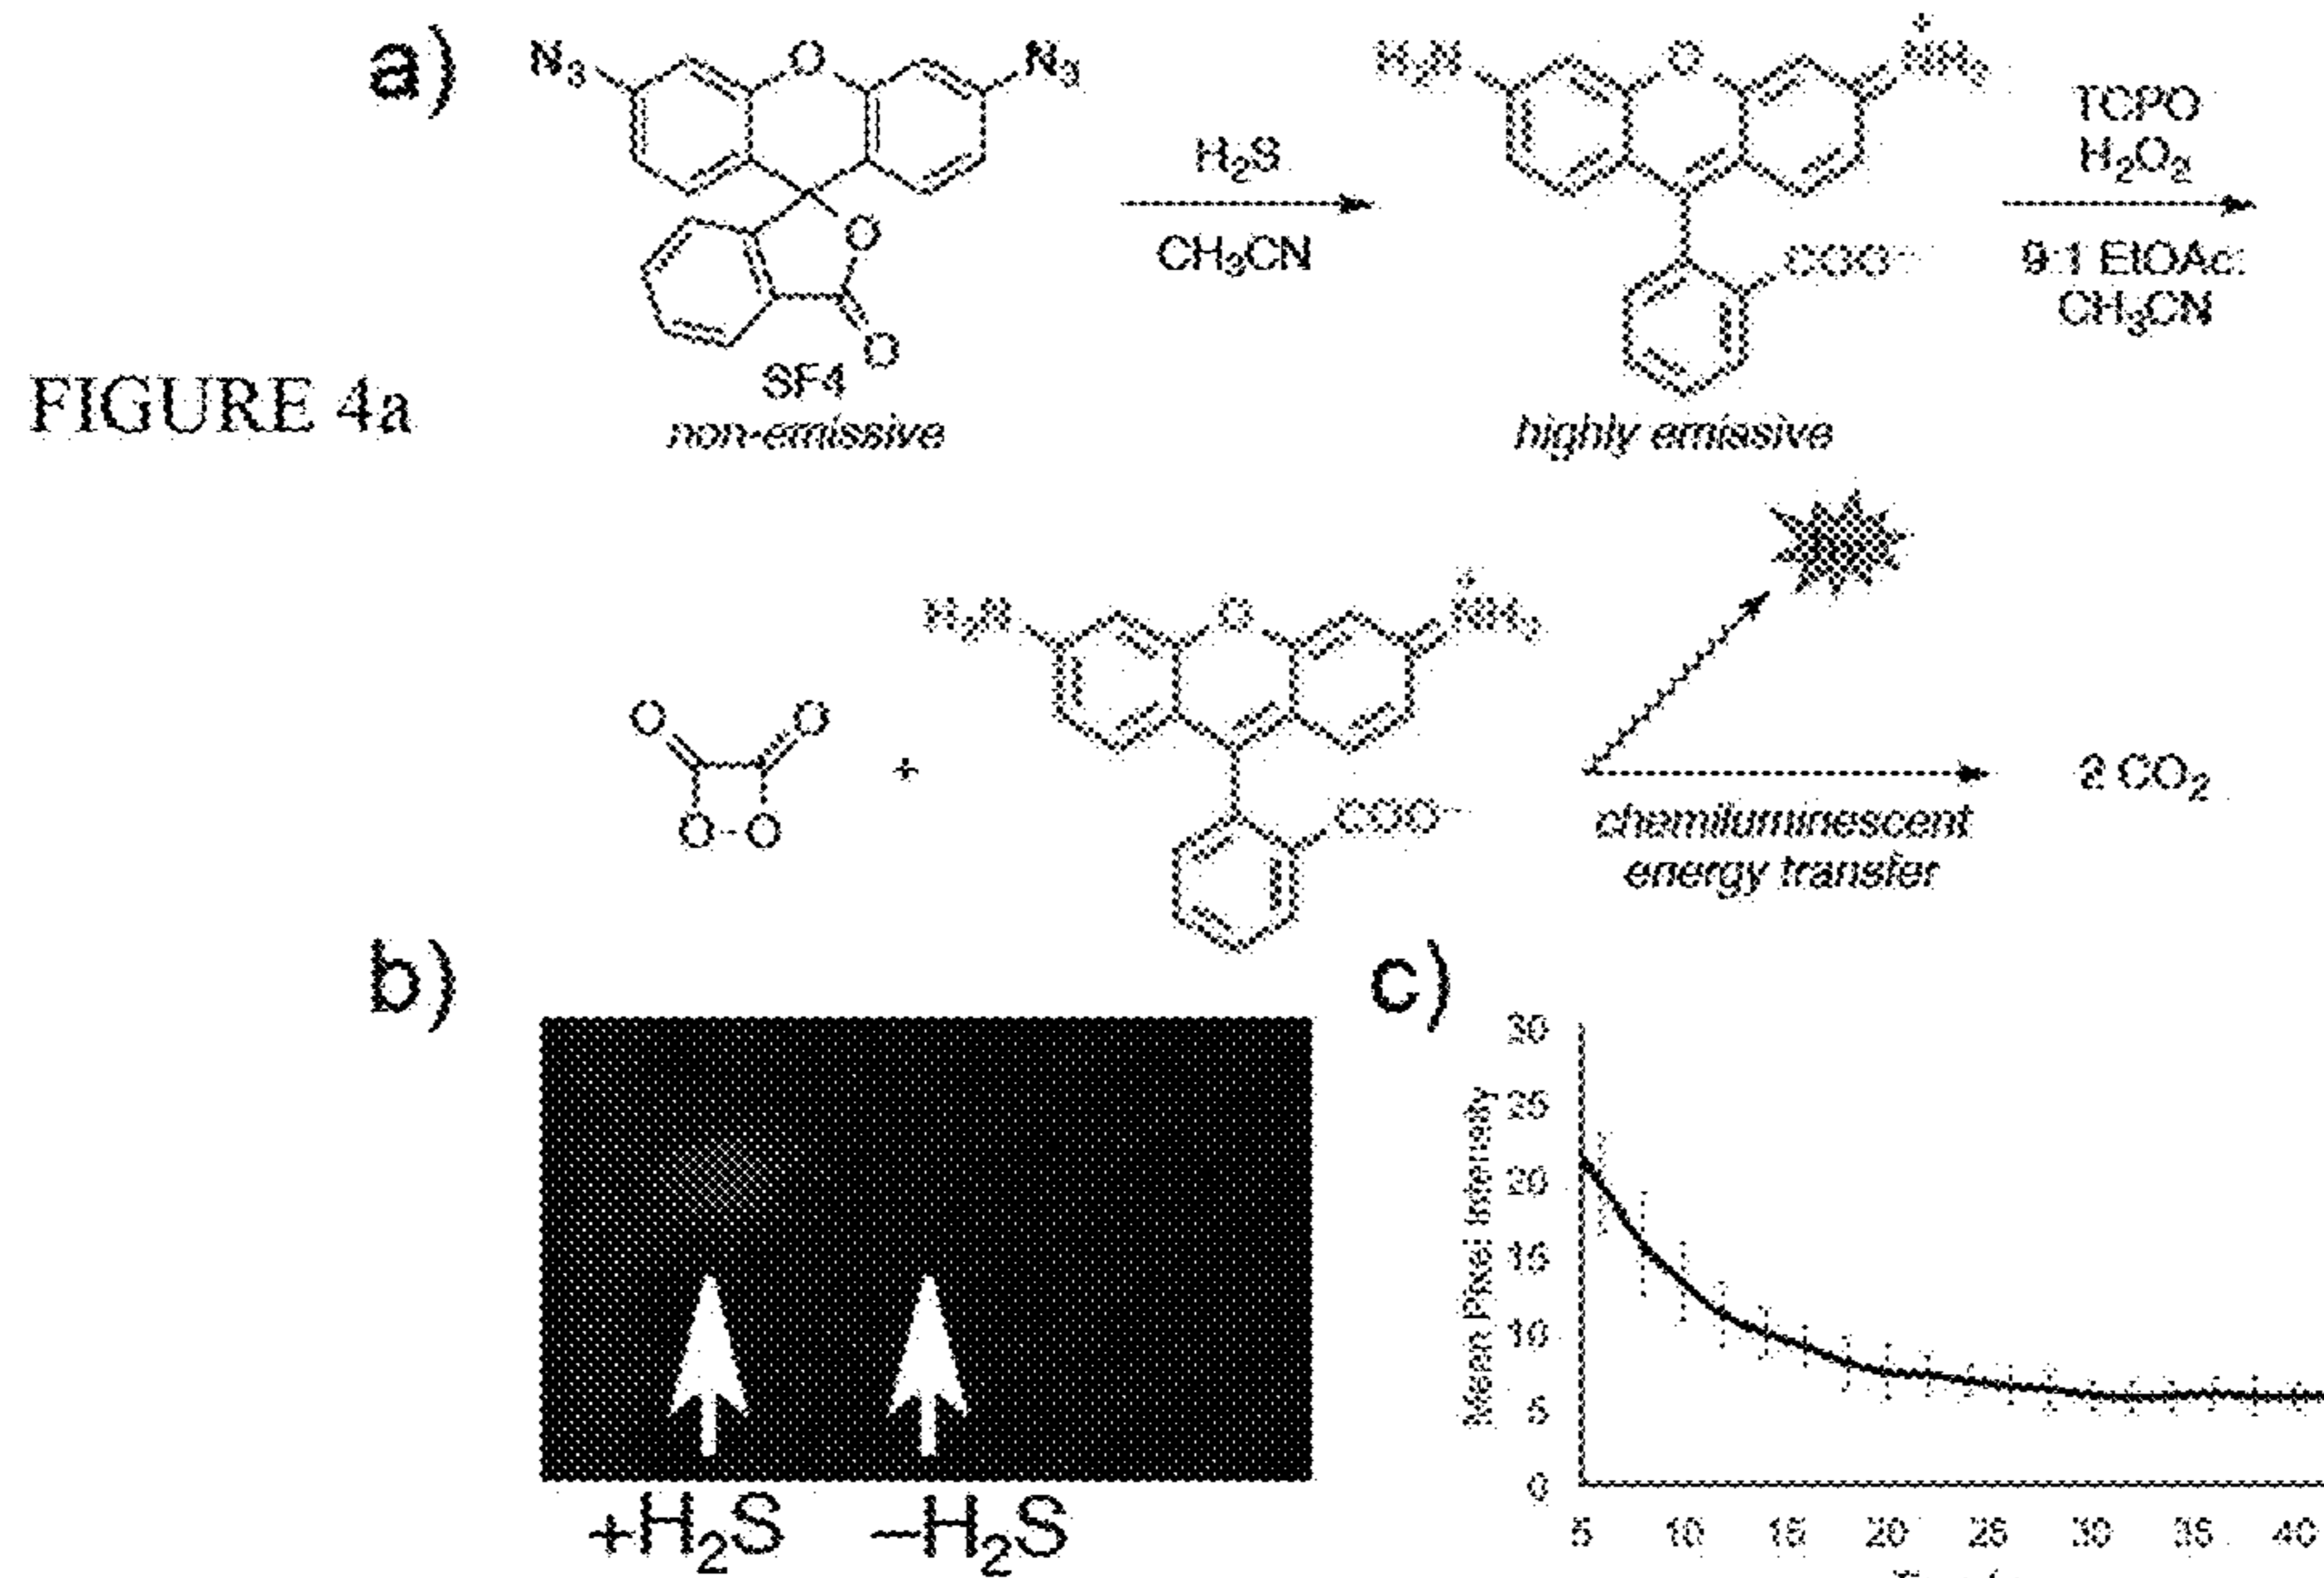 a)
N₃ O N₃
O
O
SF4
non-emissive
H₂S
CH₃CN
H₂N O NH₂
+
COO⁻
highly emissive
TCPO
H₂O₂
9:1 EtOAc:
CH₃CN
FIGURE 4a
O O
O-O
+
H₂N O NH₂
+
COO⁻
hν
chemiluminescent
energy transfer
2 CO₂
b)
+H₂S –H₂S
c)
Mean Pixel Intensity
30
25
20
15
10
5
0
5 10 15 20 25 30 35 40